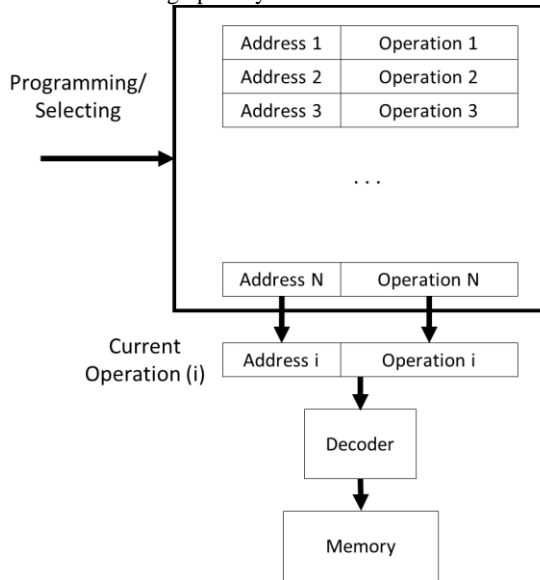 Address 1 Operation 1
Address 2 Operation 2
Programming/
Selecting
Address 3 Operation 3
. . .
Address N Operation N
Current
Operation (i)
Address i Operation i
Decoder
Memory